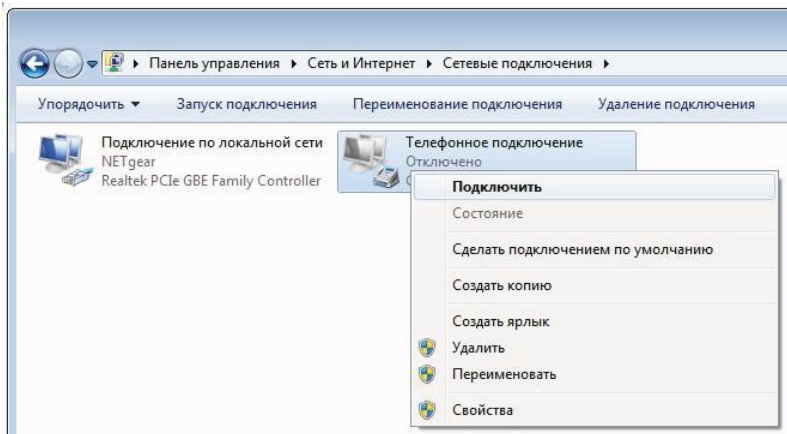 Панель управления Сеть и Интернет Сетевые подключения
Упорядочить Запуск подключения Переименование подключения Удаление подключения
Подключение по локальной сети
NETgear
Realtek PCIe GBE Family Controller
Телефонное подключение
Отключено
Подключить
Состояние
Сделать подключением по умолчанию
Создать копию
Создать ярлык
Удалить
Переименовать
Свойства